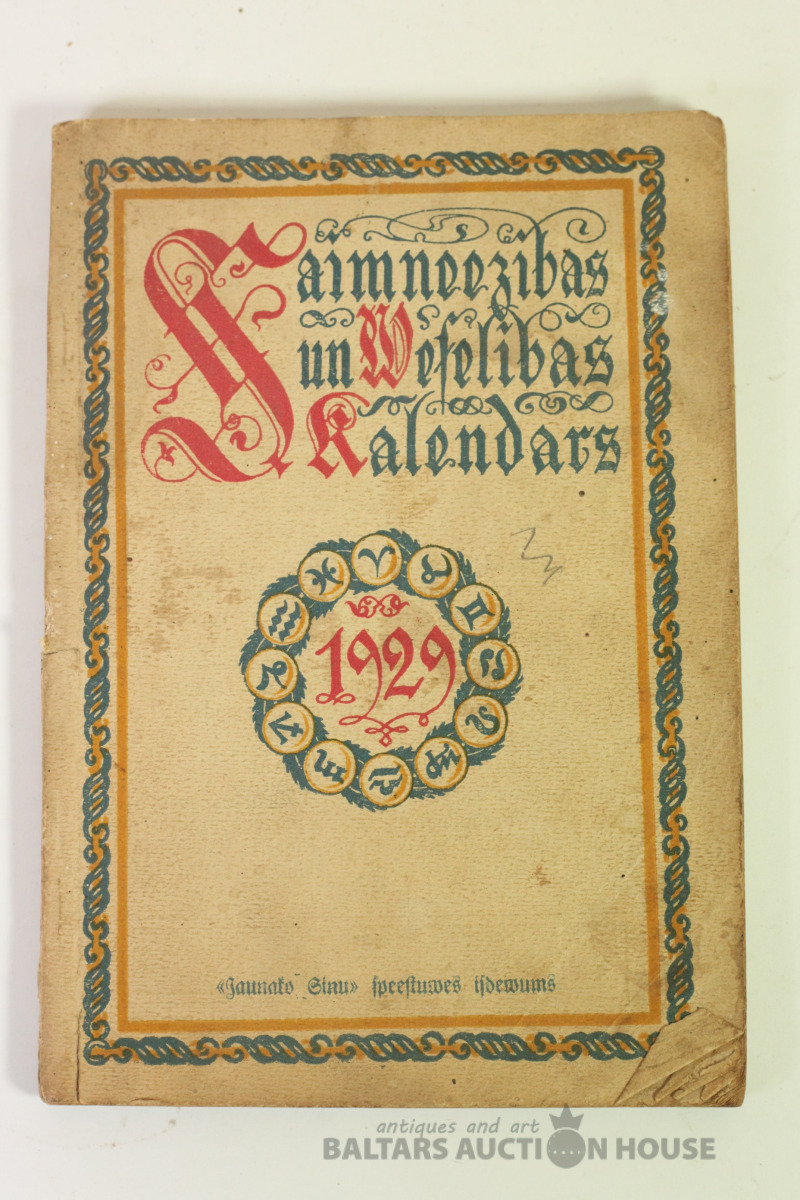 Saimneezibas
un Weſelibas
Kalendars
♈ ♉ ♊ ♋ ♌ ♍ ♎ ♏ ♐ ♑ ♒ ♓
1929
«Jaunako Sinu» ſpeeſtuwes iſdewums
antiques and art
BALTARS AUCTION HOUSE